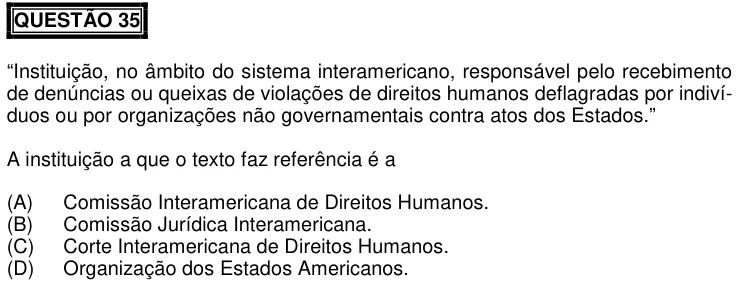 QUESTÃO 35
“Instituição, no âmbito do sistema interamericano, responsável pelo recebimento
de denúncias ou queixas de violações de direitos humanos deflagradas por indiví-
duos ou por organizações não governamentais contra atos dos Estados.”
A instituição a que o texto faz referência é a
(A) Comissão Interamericana de Direitos Humanos.
(B) Comissão Jurídica Interamericana.
(C) Corte Interamericana de Direitos Humanos.
(D) Organização dos Estados Americanos.